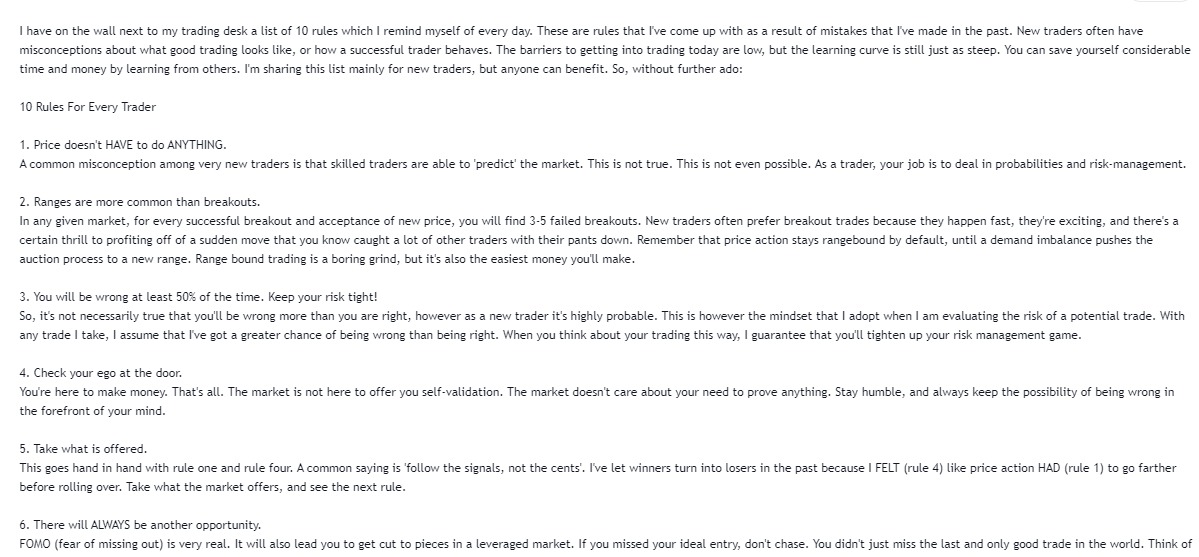 I have on the wall next to my trading desk a list of 10 rules which I remind myself of every day. These are rules that I've come up with as a result of mistakes that I've made in the past. New traders often have
misconceptions about what good trading looks like, or how a successful trader behaves. The barriers to getting into trading today are low, but the learning curve is still just as steep. You can save yourself considerable
time and money by learning from others. I'm sharing this list mainly for new traders, but anyone can benefit. So, without further ado:
10 Rules For Every Trader
1. Price doesn't HAVE to do ANYTHING.
A common misconception among very new traders is that skilled traders are able to 'predict' the market. This is not true. This is not even possible. As a trader, your job is to deal in probabilities and risk-management.
2. Ranges are more common than breakouts.
In any given market, for every successful breakout and acceptance of new price, you will find 3-5 failed breakouts. New traders often prefer breakout trades because they happen fast, they're exciting, and there's a
certain thrill to profiting off of a sudden move that you know caught a lot of other traders with their pants down. Remember that price action stays rangebound by default, until a demand imbalance pushes the
auction process to a new range. Range bound trading is a boring grind, but it's also the easiest money you'll make.
3. You will be wrong at least 50% of the time. Keep your risk tight!
So, it's not necessarily true that you'll be wrong more than you are right, however as a new trader it's highly probable. This is however the mindset that I adopt when I am evaluating the risk of a potential trade. With
any trade I take, I assume that I've got a greater chance of being wrong than being right. When you think about your trading this way, I guarantee that you'll tighten up your risk management game.
4. Check your ego at the door.
You're here to make money. That's all. The market is not here to offer you self-validation. The market doesn't care about your need to prove anything. Stay humble, and always keep the possibility of being wrong in
the forefront of your mind.
5. Take what is offered.
This goes hand in hand with rule one and rule four. A common saying is 'follow the signals, not the cents'. I've let winners turn into losers in the past because I FELT (rule 4) like price action HAD (rule 1) to go farther
before rolling over. Take what the market offers, and see the next rule.
6. There will ALWAYS be another opportunity.
FOMO (fear of missing out) is very real. It will also lead you to get cut to pieces in a leveraged market. If you missed your ideal entry, don't chase. You didn't just miss the last and only good trade in the world. Think of